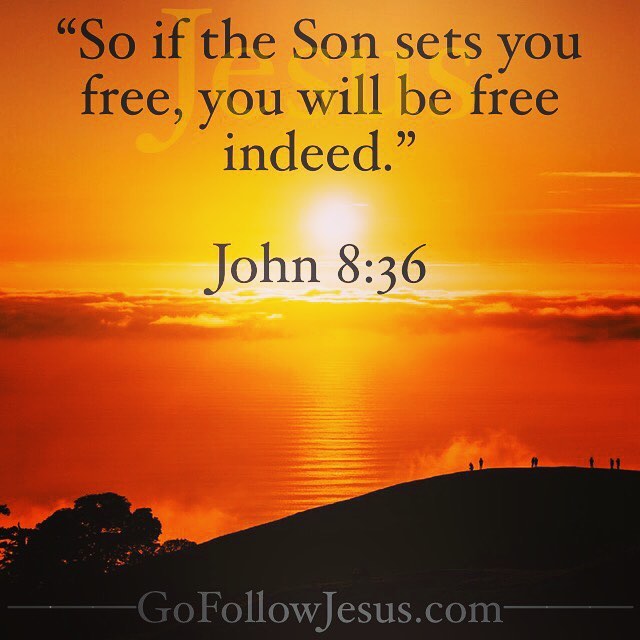 “So if the Son sets you
free, you will be free
indeed.”
Jesus
John 8:36
GoFollowJesus.com